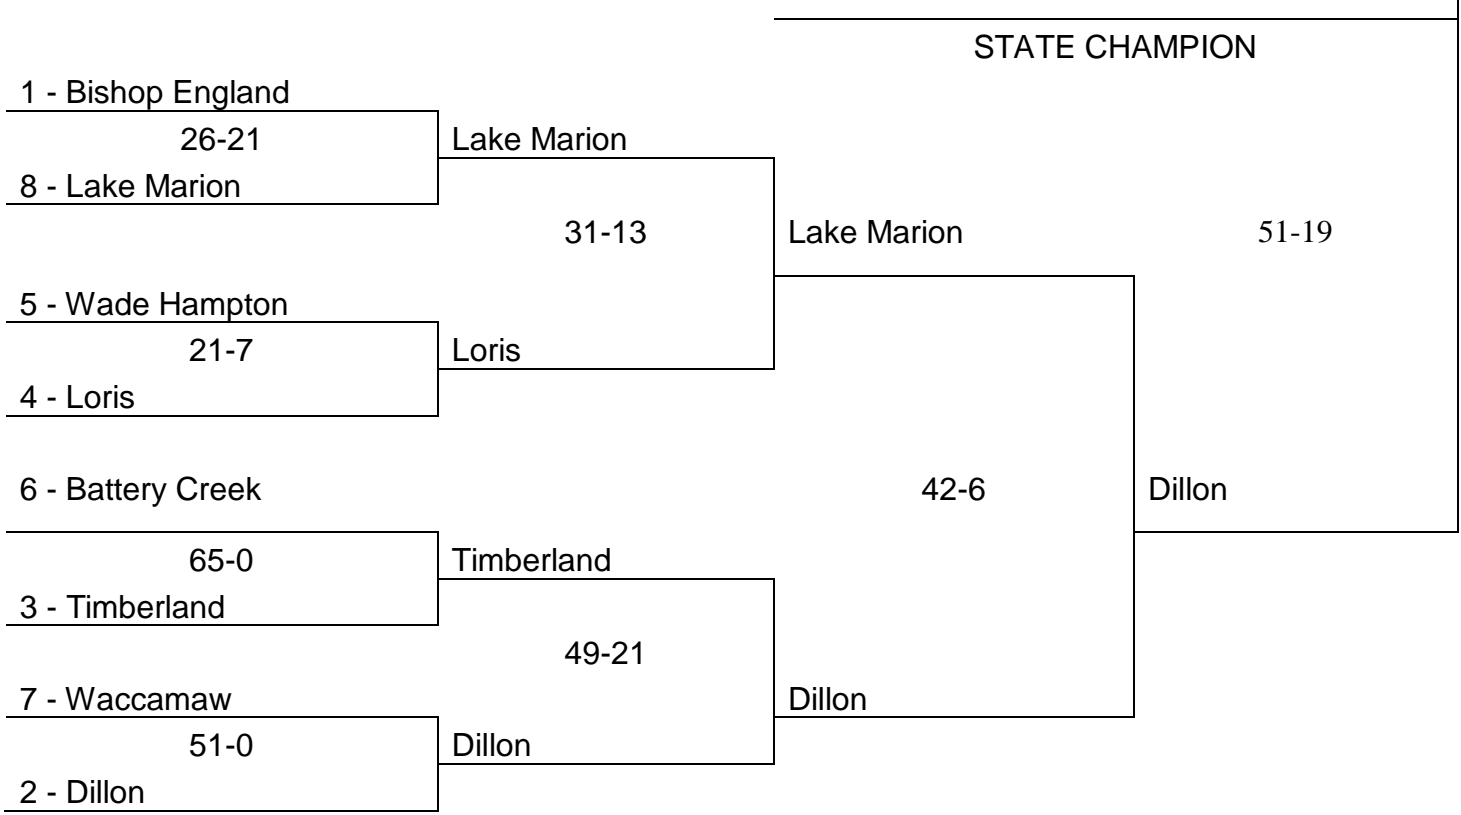 STATE CHAMPION
1 - Bishop England
26-21
Lake Marion
8 - Lake Marion
31-13
Lake Marion
51-19
5 - Wade Hampton
21-7
Loris
4 - Loris
6 - Battery Creek
42-6
Dillon
65-0
Timberland
3 - Timberland
49-21
7 - Waccamaw
Dillon
51-0
Dillon
2 - Dillon